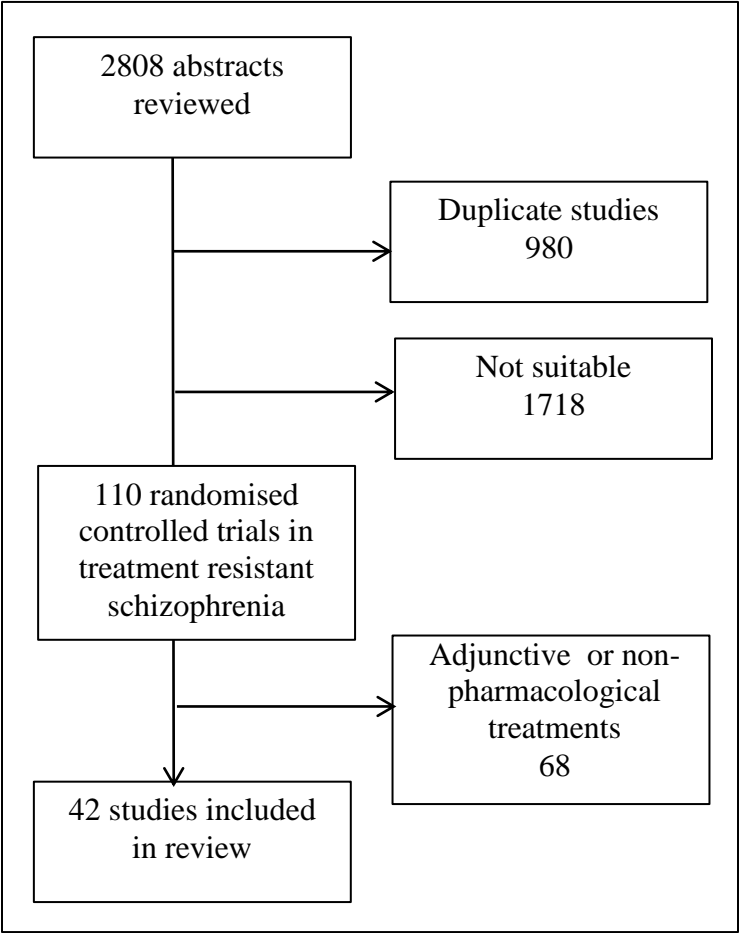 2808 abstracts
reviewed
Duplicate studies
980
Not suitable
1718
110 randomised
controlled trials in
treatment resistant
schizophrenia
Adjunctive or non-
pharmacological
treatments
68
42 studies included
in review